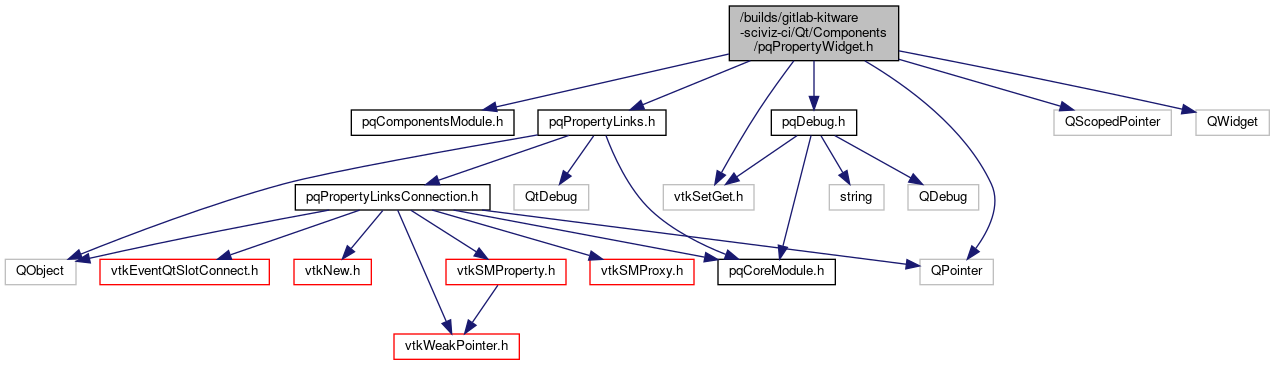 /builds/gitlab-kitware
-sciviz-ci/Qt/Components
/pqPropertyWidget.h
pqComponentsModule.h
pqPropertyLinks.h
pqDebug.h
QScopedPointer
QWidget
pqPropertyLinksConnection.h
QtDebug
vtkSetGet.h
string
QDebug
QObject
vtkEventQtSlotConnect.h
vtkNew.h
vtkSMProperty.h
vtkSMProxy.h
pqCoreModule.h
QPointer
vtkWeakPointer.h